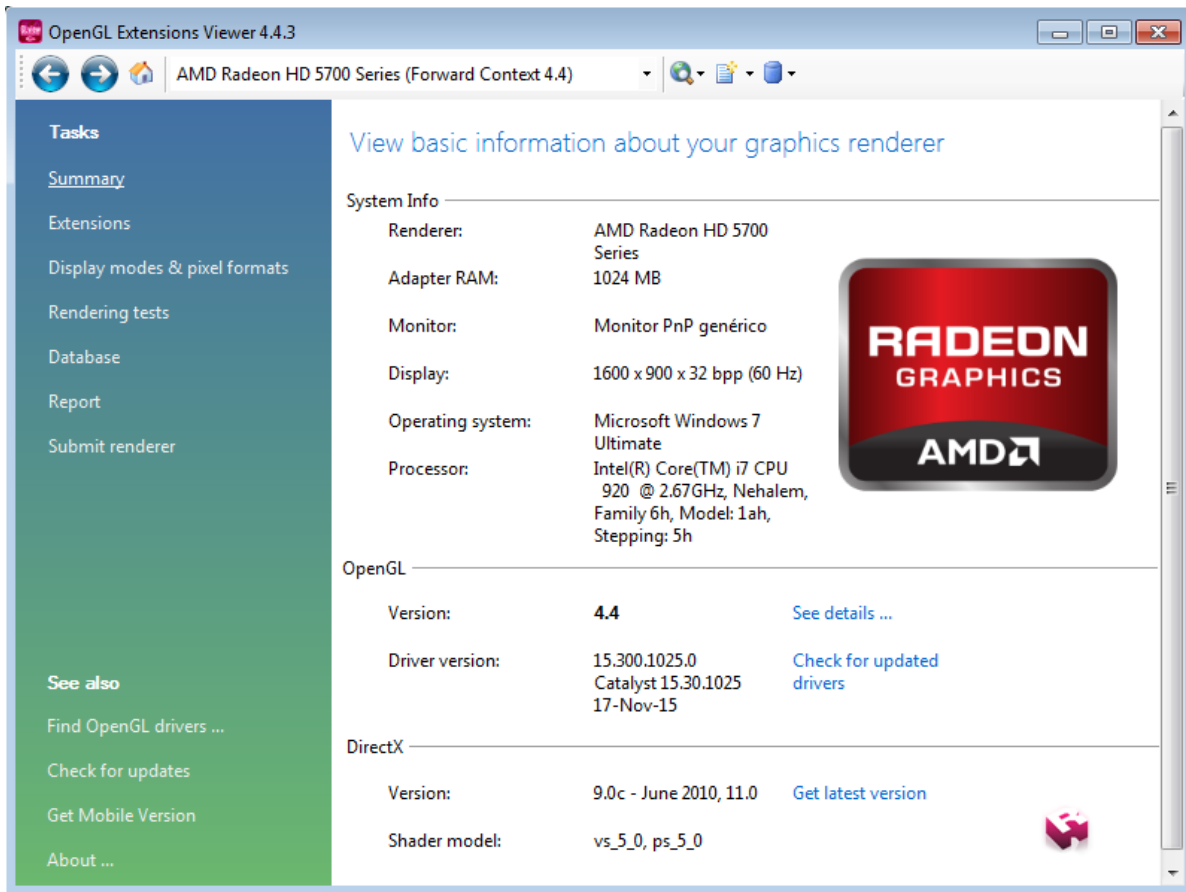 OpenGL Extensions Viewer 4.4.3
AMD Radeon HD 5700 Series (Forward Context 4.4)
Tasks
Summary
Extensions
Display modes & pixel formats
Rendering tests
Database
Report
Submit renderer
See also
Find OpenGL drivers ...
Check for updates
Get Mobile Version
About ...
View basic information about your graphics renderer
System Info
Renderer: AMD Radeon HD 5700
Series
Adapter RAM: 1024 MB
Monitor: Monitor PnP genérico
Display: 1600 x 900 x 32 bpp (60 Hz)
Operating system: Microsoft Windows 7
Ultimate
Processor: Intel(R) Core(TM) i7 CPU
920 @ 2.67GHz, Nehalem,
Family 6h, Model: 1ah,
Stepping: 5h
RADEON
GRAPHICS
AMD
OpenGL
Version: 4.4 See details ...
Driver version: 15.300.1025.0 Check for updated
Catalyst 15.30.1025 drivers
17-Nov-15
DirectX
Version: 9.0c - June 2010, 11.0 Get latest version
Shader model: vs_5_0, ps_5_0